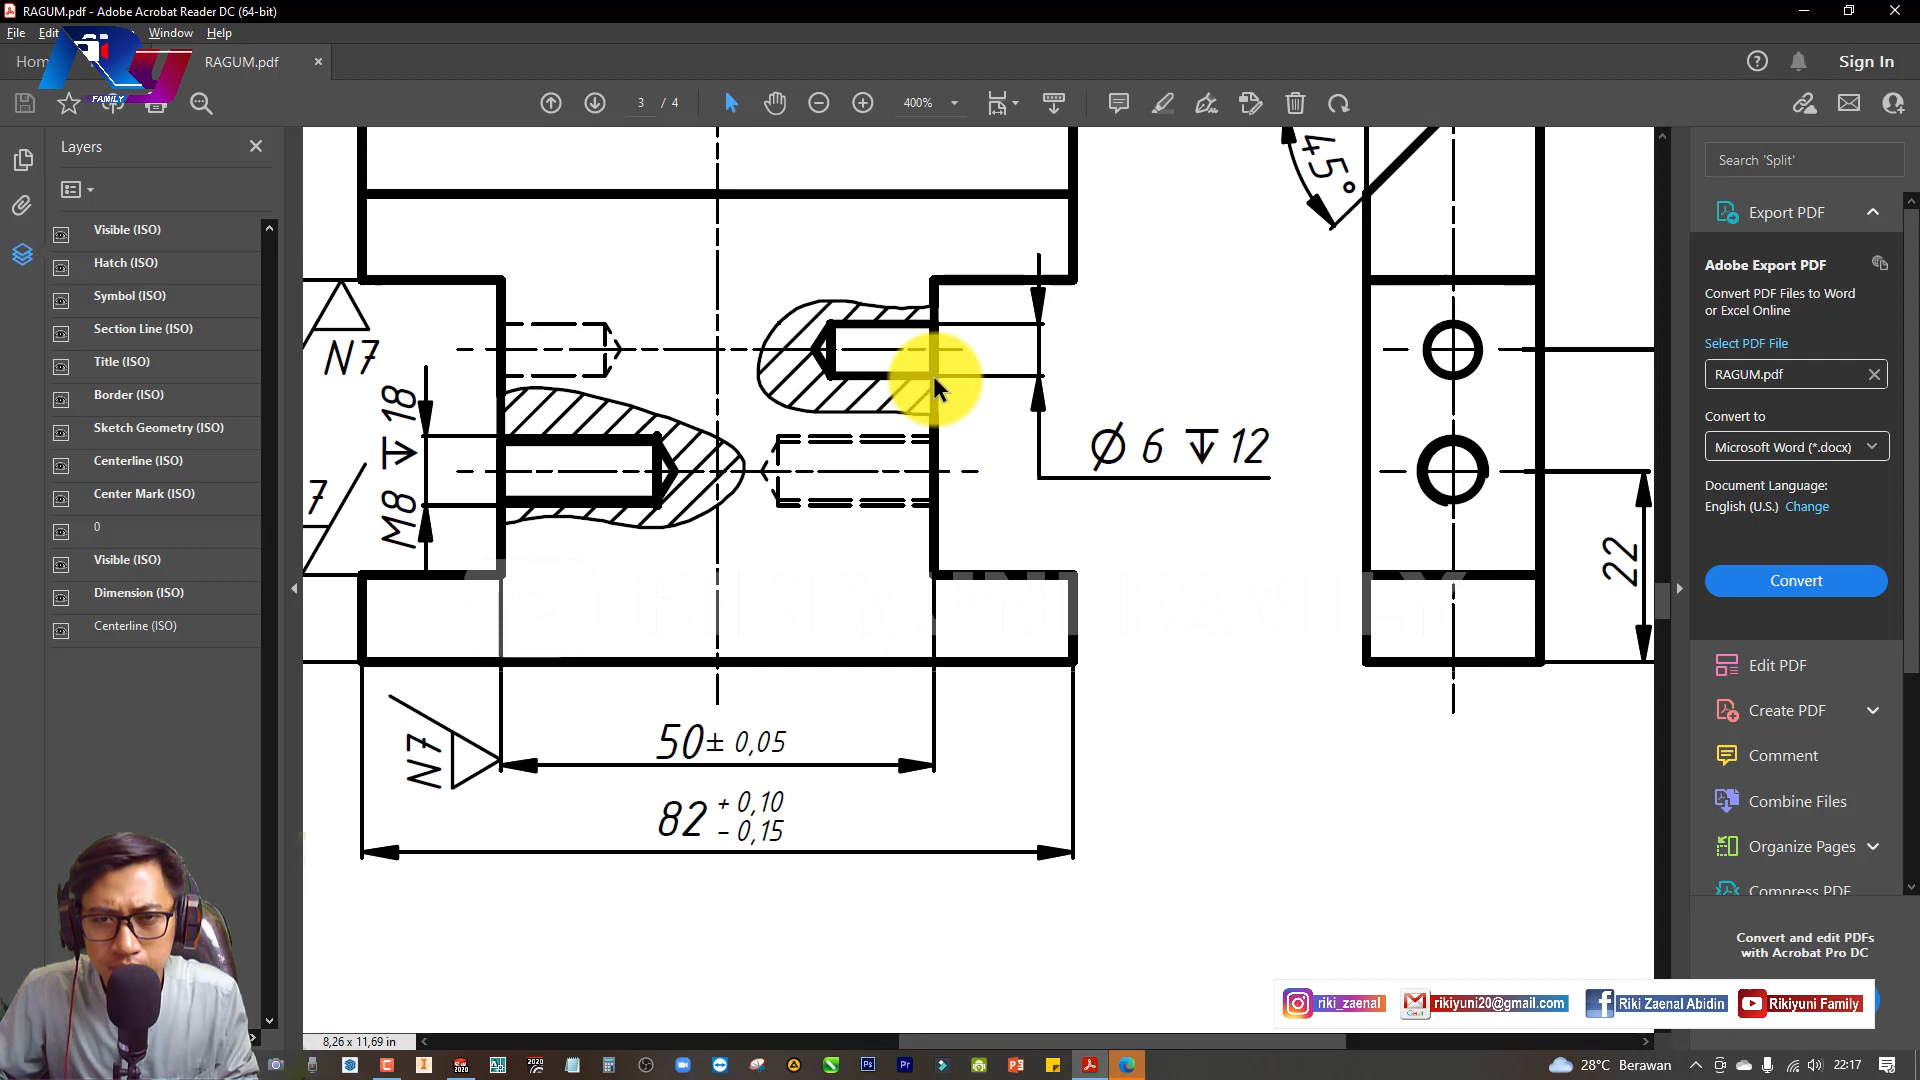 RAGUM.pdf - Adobe Acrobat Reader DC (64-bit)
File Edit Window Help
Home RAGUM.pdf
Sign In
Ry
FAMILY
3 / 4
400%
Layers
Visible (ISO)
Hatch (ISO)
Symbol (ISO)
Section Line (ISO)
Title (ISO)
Border (ISO)
Sketch Geometry (ISO)
Centerline (ISO)
Center Mark (ISO)
0
Visible (ISO)
Dimension (ISO)
Centerline (ISO)
45°
N7
M8 ↧ 18
7
Ø 6 ↧ 12
22
RIKIYUNI FAMILY
N7
50 ± 0,05
82 + 0,10
- 0,15
8,26 x 11,69 in
Search 'Split'
Export PDF
Adobe Export PDF
Convert PDF Files to Word
or Excel Online
Select PDF File
RAGUM.pdf
Convert to
Microsoft Word (*.docx)
Document Language:
English (U.S.) Change
Convert
Edit PDF
Create PDF
Comment
Combine Files
Organize Pages
Compress PDF
Convert and edit PDFs
with Acrobat Pro DC
riki_zaenal
Gmail
rikiyuni20@gmail.com
Riki Zaenal Abidin
Rikiyuni Family
28°C Berawan
22:17